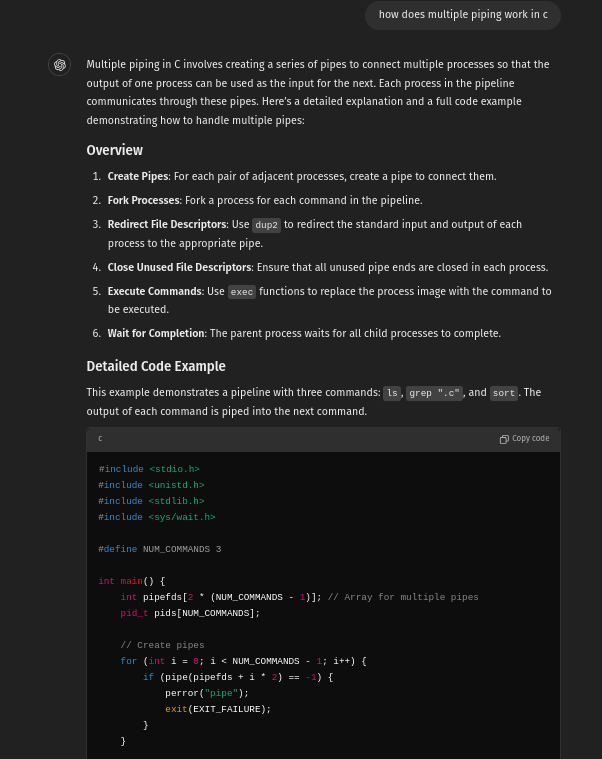 how does multiple piping work in c
Multiple piping in C involves creating a series of pipes to connect multiple processes so that the
output of one process can be used as the input for the next. Each process in the pipeline
communicates through these pipes. Here's a detailed explanation and a full code example
demonstrating how to handle multiple pipes:
Overview
1. Create Pipes: For each pair of adjacent processes, create a pipe to connect them.
2. Fork Processes: Fork a process for each command in the pipeline.
3. Redirect File Descriptors: Use dup2 to redirect the standard input and output of each
process to the appropriate pipe.
4. Close Unused File Descriptors: Ensure that all unused pipe ends are closed in each process.
5. Execute Commands: Use exec functions to replace the process image with the command to
be executed.
6. Wait for Completion: The parent process waits for all child processes to complete.
Detailed Code Example
This example demonstrates a pipeline with three commands: ls, grep ".c", and sort. The
output of each command is piped into the next command.
c Copy code
#include <stdio.h>
#include <unistd.h>
#include <stdlib.h>
#include <sys/wait.h>
#define NUM_COMMANDS 3
int main() {
    int pipefds[2 * (NUM_COMMANDS - 1)]; // Array for multiple pipes
    pid_t pids[NUM_COMMANDS];
    // Create pipes
    for (int i = 0; i < NUM_COMMANDS - 1; i++) {
        if (pipe(pipefds + i * 2) == -1) {
            perror("pipe");
            exit(EXIT_FAILURE);
        }
    }